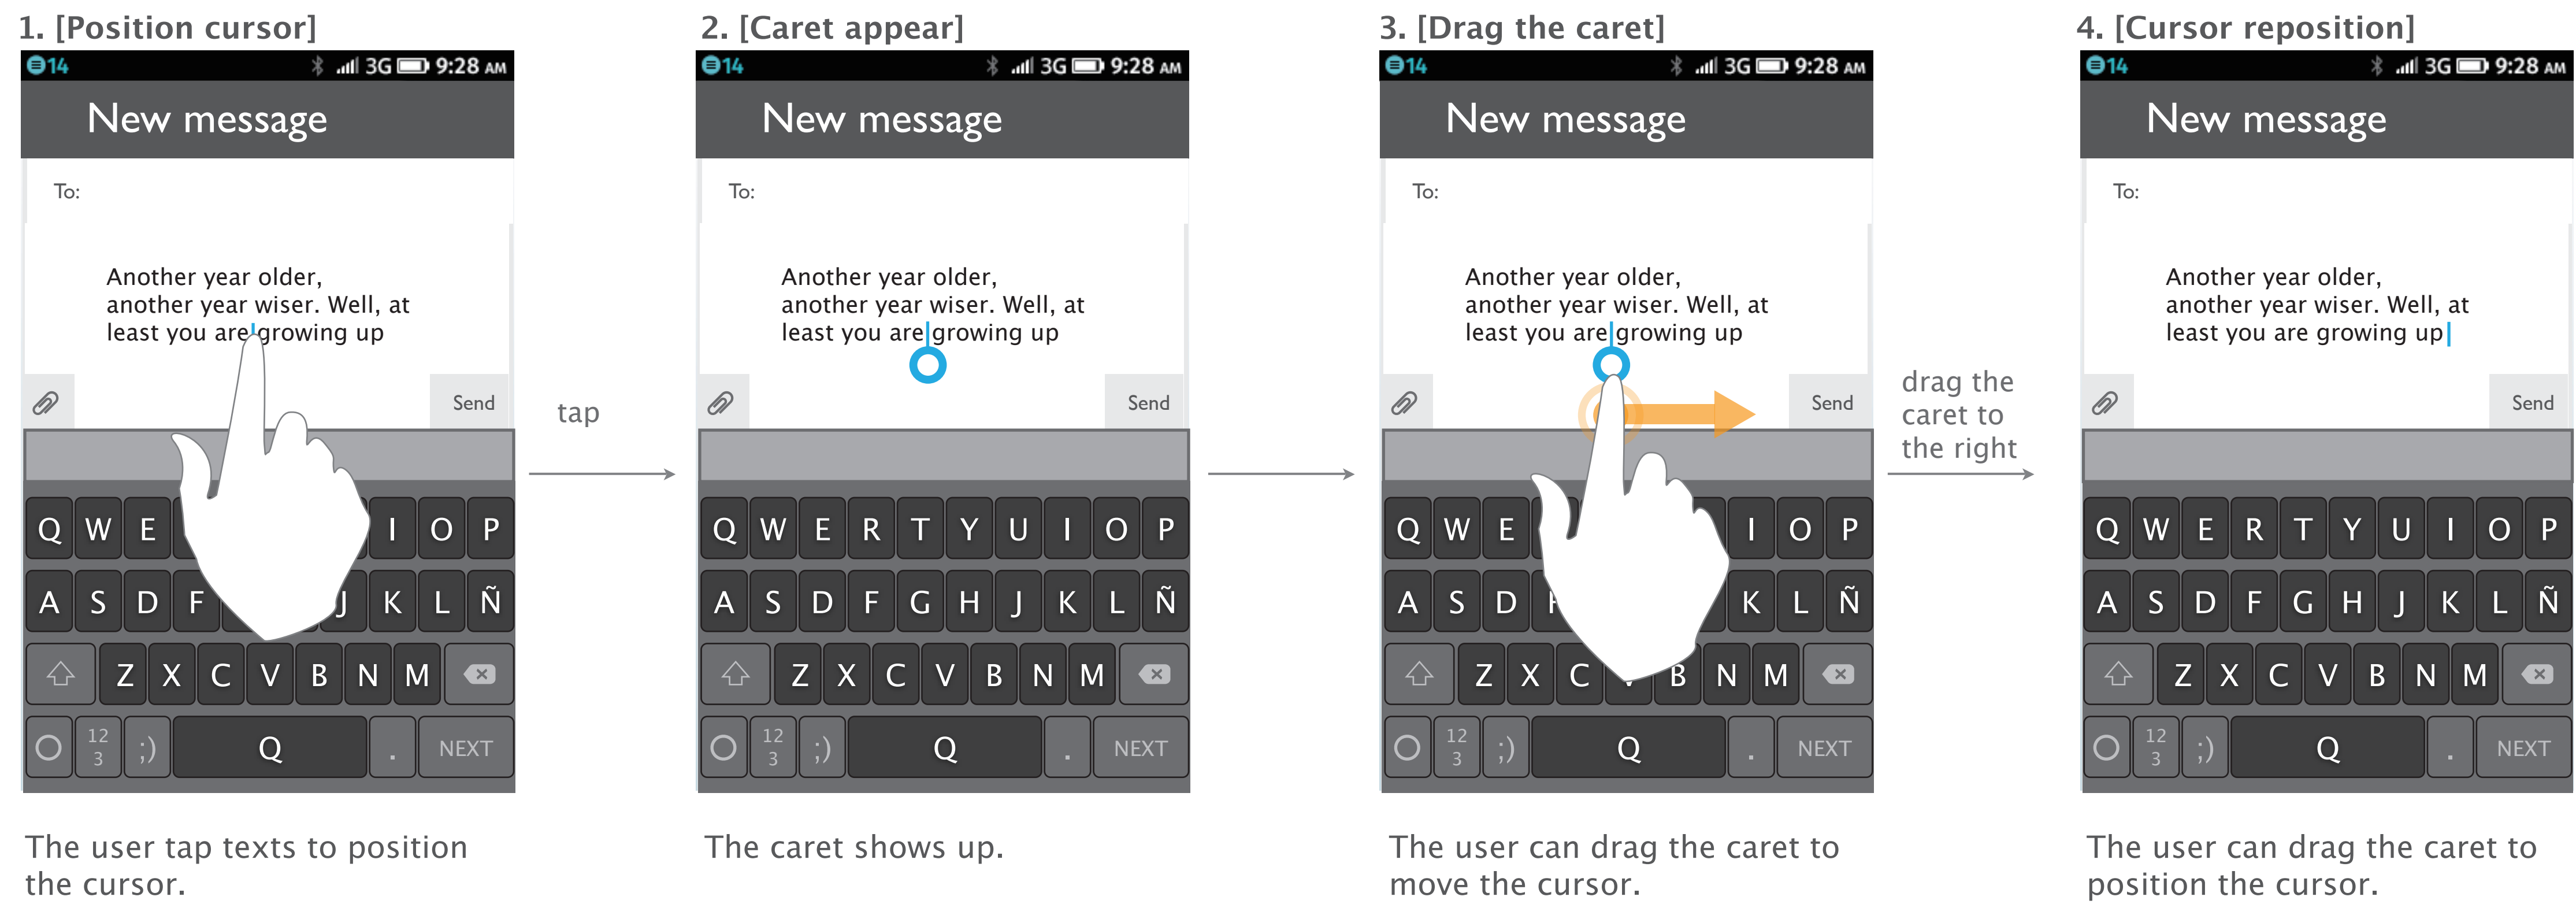 1. [Position cursor]
14 3G 9:28 AM
New message
To:
Another year older,
another year wiser. Well, at
least you are growing up
Send
Q W E I O P
A S D F J K L Ñ
Z X C V B N M
12
3
;) Q . NEXT
The user tap texts to position
the cursor.
tap
2. [Caret appear]
14 3G 9:28 AM
New message
To:
Another year older,
another year wiser. Well, at
least you are growing up
Send
Q W E R T Y U I O P
A S D F G H J K L Ñ
Z X C V B N M
12
3
;) Q . NEXT
The caret shows up.
3. [Drag the caret]
14 3G 9:28 AM
New message
To:
Another year older,
another year wiser. Well, at
least you are growing up
Send
Q W E I O P
A S D K L Ñ
Z X C B N M
12
3
;) Q . NEXT
The user can drag the caret to
move the cursor.
drag the
caret to
the right
4. [Cursor reposition]
14 3G 9:28 AM
New message
To:
Another year older,
another year wiser. Well, at
least you are growing up
Send
Q W E R T Y U I O P
A S D F G H J K L Ñ
Z X C V B N M
12
3
;) Q . NEXT
The user can drag the caret to
position the cursor.